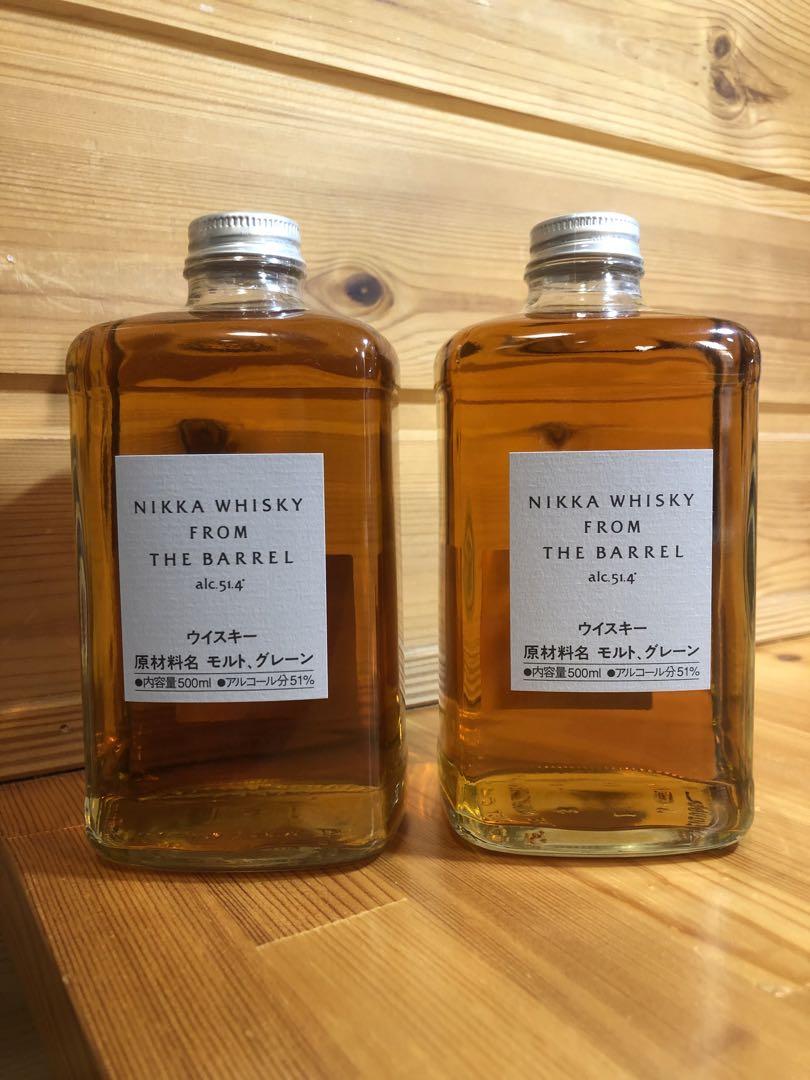 NIKKA WHISKY
FROM
THE BARREL
alc.51.4°
ウイスキー
原材料名 モルト、グレーン
●内容量500ml ●アルコール分51%
NIKKA WHISKY
FROM
THE BARREL
alc.51.4°
ウイスキー
原材料名 モルト、グレーン
●内容量500ml ●アルコール分51%